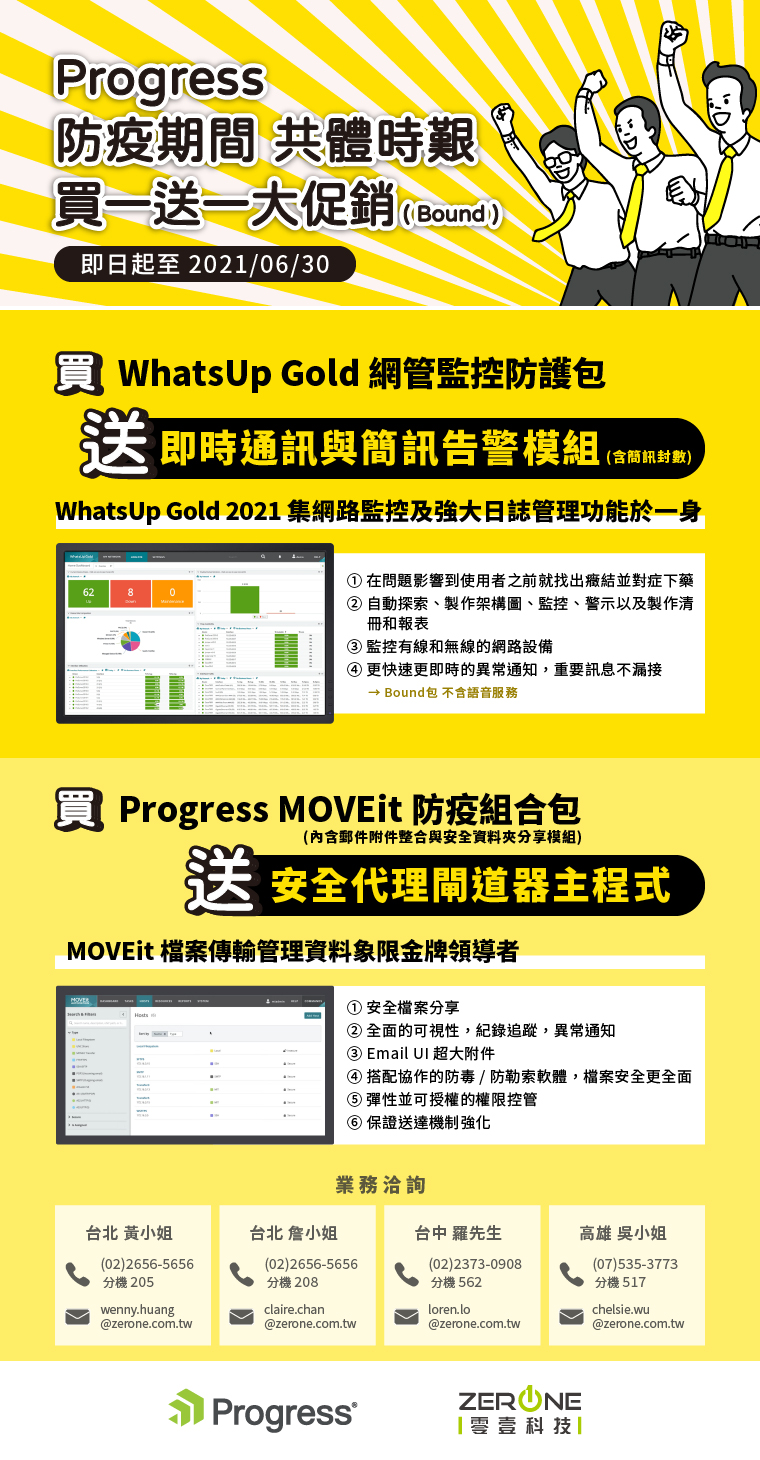 Progress
防疫期間 共體時艱
買一送一大促銷 ( Bound )
即日起至 2021/06/30
買 WhatsUp Gold 網管監控防護包
送 即時通訊與簡訊告警模組 (含簡訊封數)
WhatsUp Gold 2021 集網路監控及強大日誌管理功能於一身
62
8
0
① 在問題影響到使用者之前就找出癥結並對症下藥
② 自動探索、製作架構圖、監控、警示以及製作清
冊和報表
③ 監控有線和無線的網路設備
④ 更快速更即時的異常通知，重要訊息不漏接
→ Bound包 不含語音服務
買 Progress MOVEit 防疫組合包
(內含郵件附件整合與安全資料夾分享模組)
送 安全代理閘道器主程式
MOVEit 檔案傳輸管理資料象限金牌領導者
MOVEit
Search & Filters
Hosts
① 安全檔案分享
② 全面的可視性，紀錄追蹤，異常通知
③ Email UI 超大附件
④ 搭配協作的防毒 / 防勒索軟體，檔案安全更全面
⑤ 彈性並可授權的權限控管
⑥ 保證送達機制強化
業務洽詢
台北 黃小姐
(02)2656-5656
分機 205
wenny.huang
@zerone.com.tw
台北 詹小姐
(02)2656-5656
分機 208
claire.chan
@zerone.com.tw
台中 羅先生
(02)2373-0908
分機 562
loren.lo
@zerone.com.tw
高雄 吳小姐
(07)535-3773
分機 517
chelsie.wu
@zerone.com.tw
Progress®
ZERONE
零壹科技